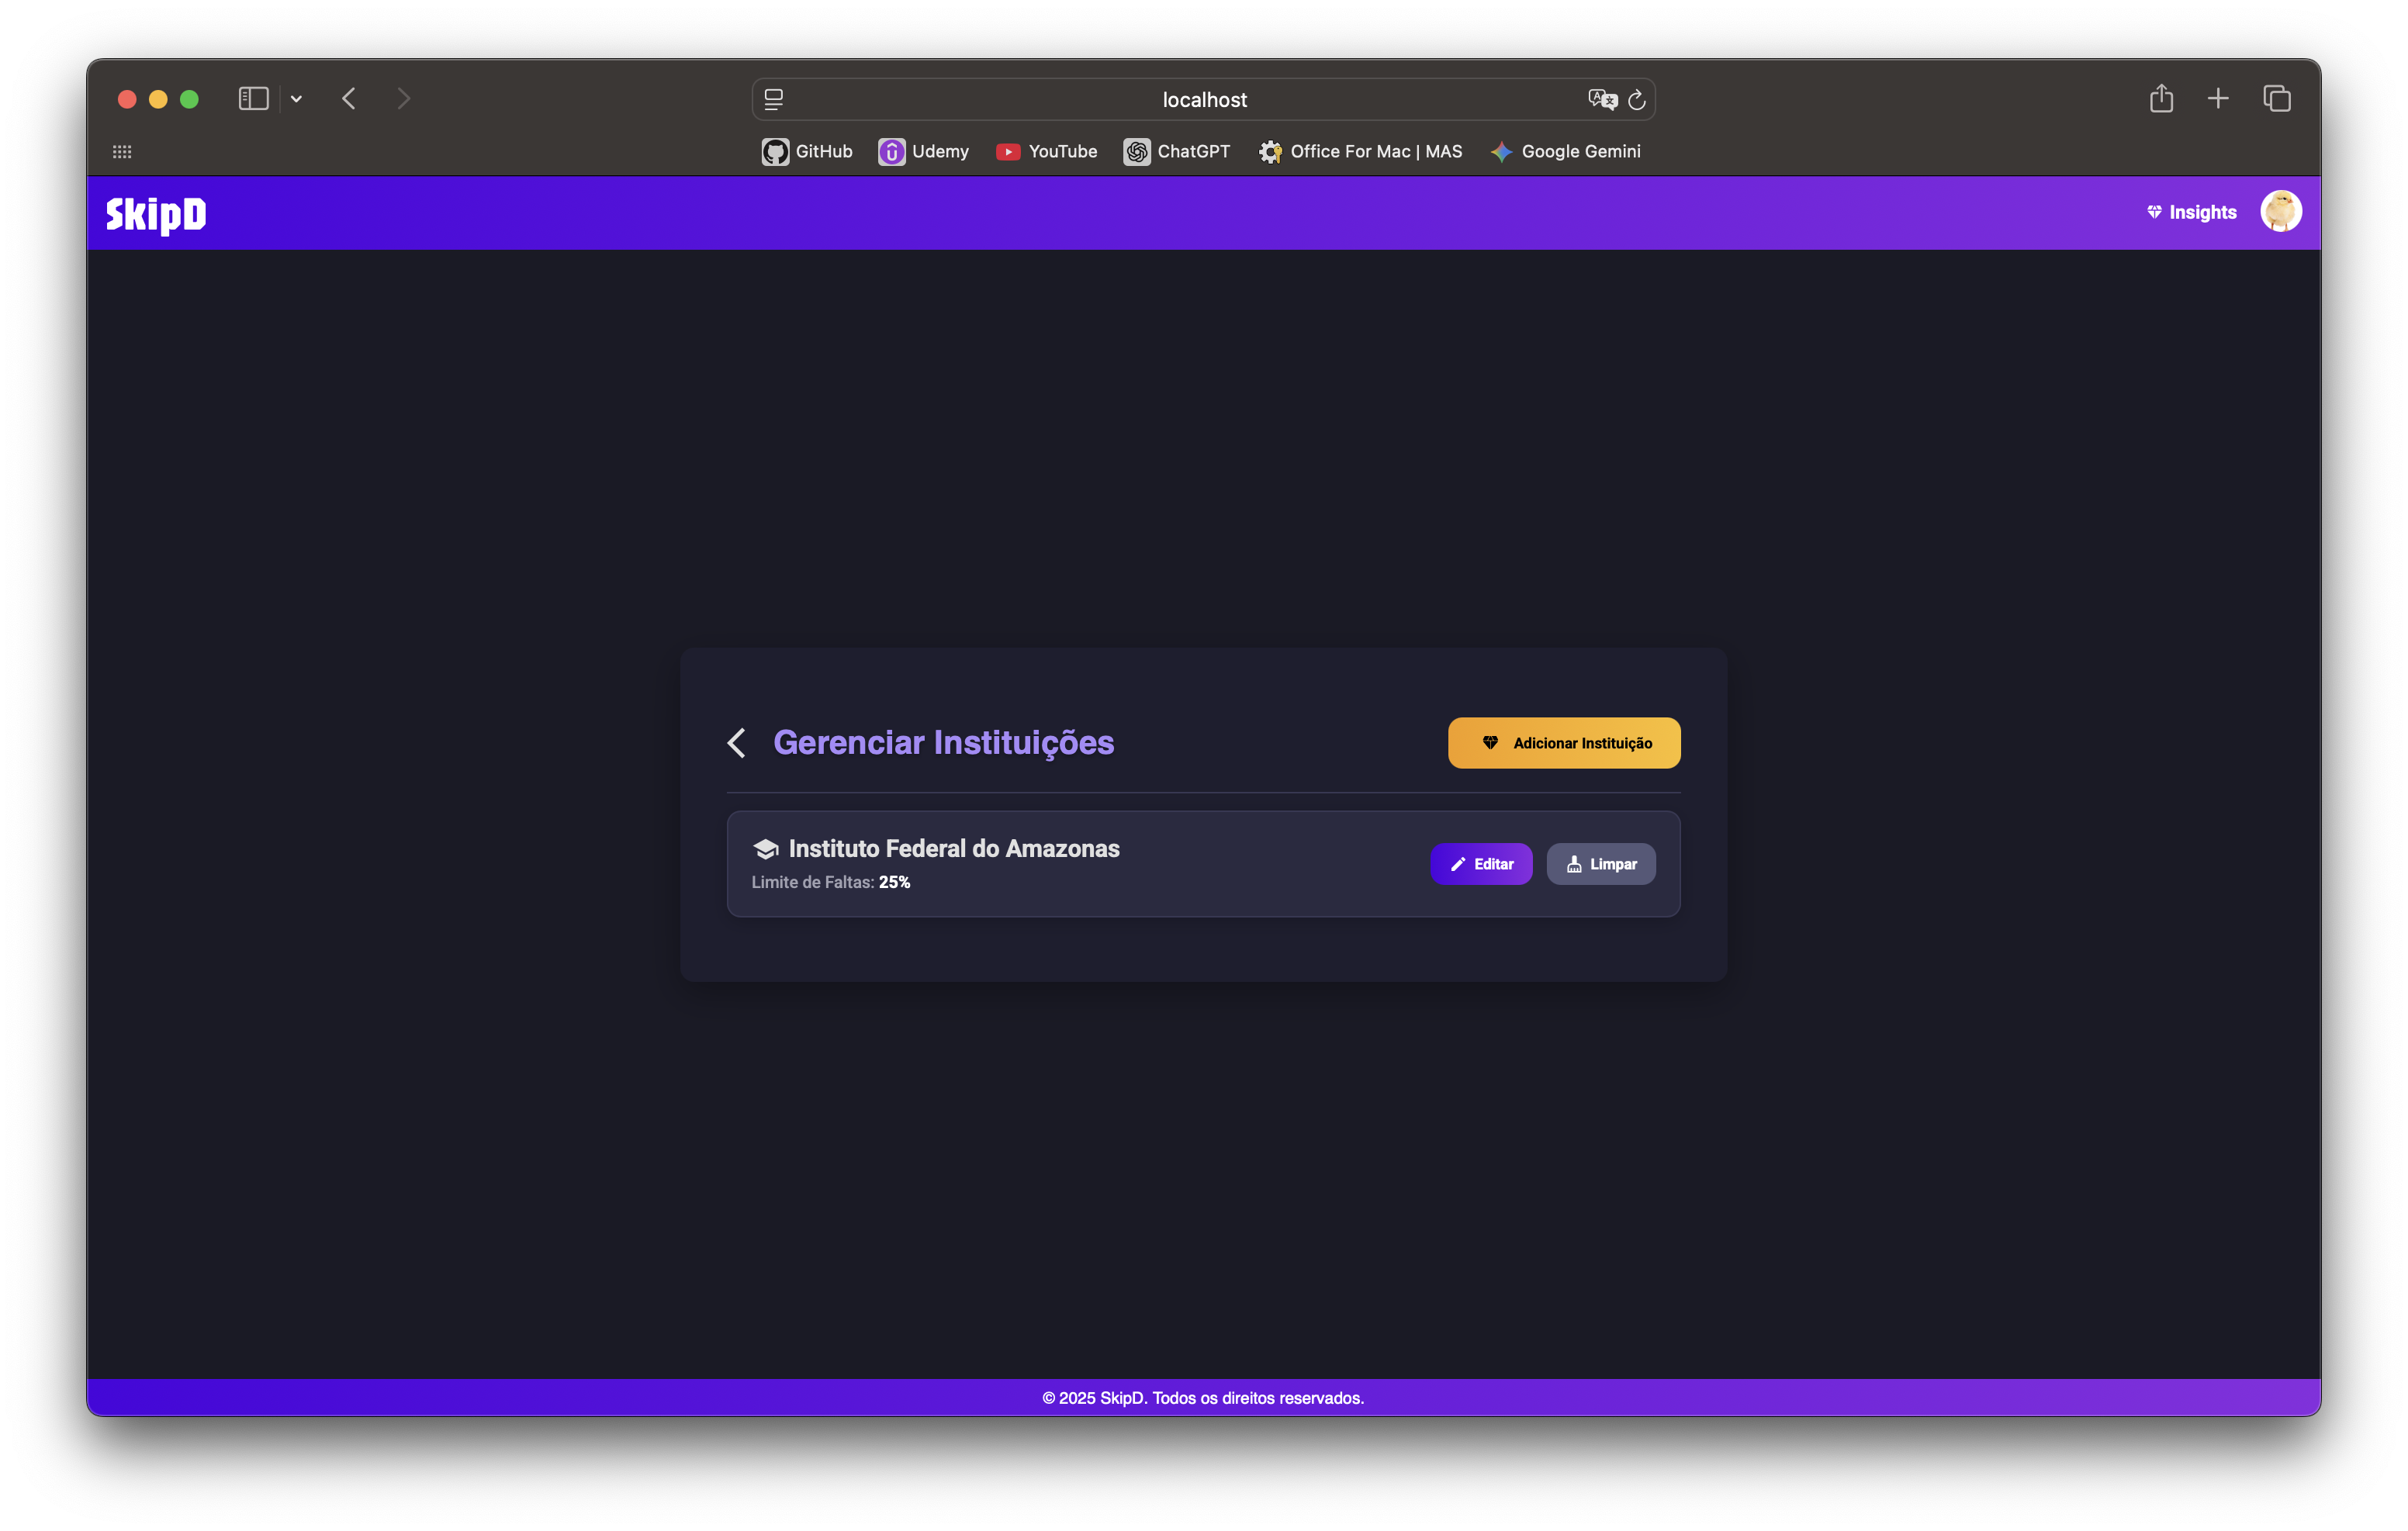 localhost
GitHub Udemy YouTube ChatGPT Office For Mac | MAS Google Gemini
SkipD Insights
Gerenciar Instituições Adicionar Instituição
Instituto Federal do Amazonas
Limite de Faltas: 25%
Editar Limpar
© 2025 SkipD. Todos os direitos reservados.